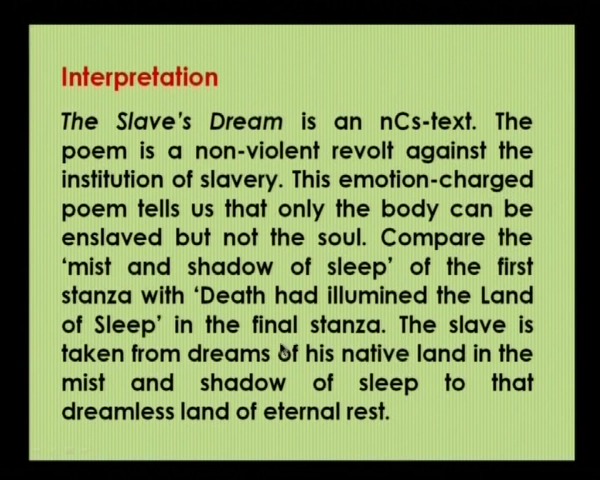 Interpretation
The Slave's Dream is an nCs-text. The
poem is a non-violent revolt against the
institution of slavery. This emotion-charged
poem tells us that only the body can be
enslaved but not the soul. Compare the
‘mist and shadow of sleep’ of the first
stanza with ‘Death had illumined the Land
of Sleep’ in the final stanza. The slave is
taken from dreams of his native land in the
mist and shadow of sleep to that
dreamless land of eternal rest.